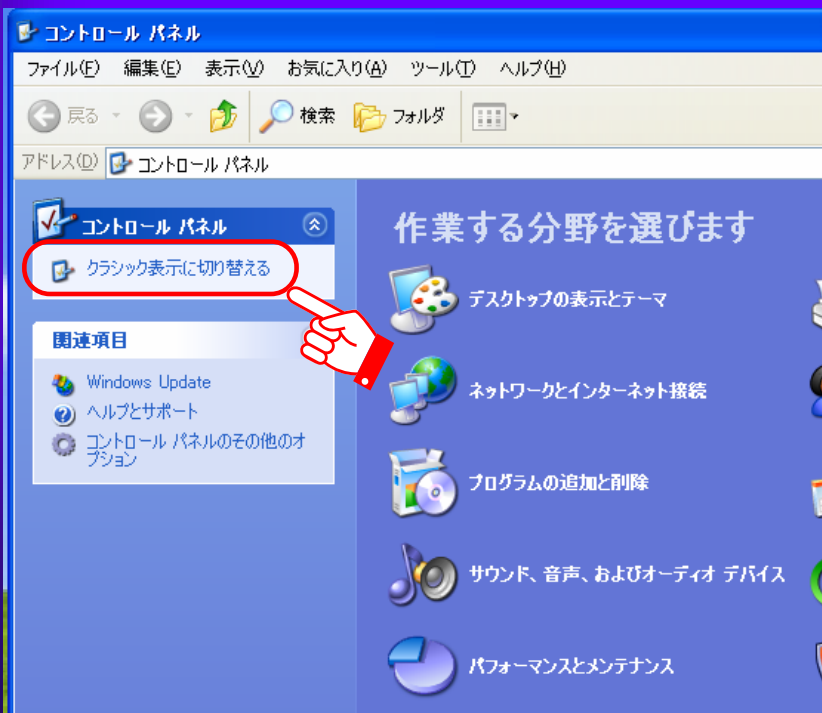 コントロール パネル
ファイル(F) 編集(E) 表示(V) お気に入り(A) ツール(T) ヘルプ(H)
戻る 検索 フォルダ
アドレス(D) コントロール パネル
コントロール パネル
クラシック表示に切り替える
関連項目
Windows Update
ヘルプとサポート
コントロール パネルのその他のオ
プション
作業する分野を選びます
デスクトップの表示とテーマ
ネットワークとインターネット接続
プログラムの追加と削除
サウンド、音声、およびオーディオ デバイス
パフォーマンスとメンテナンス